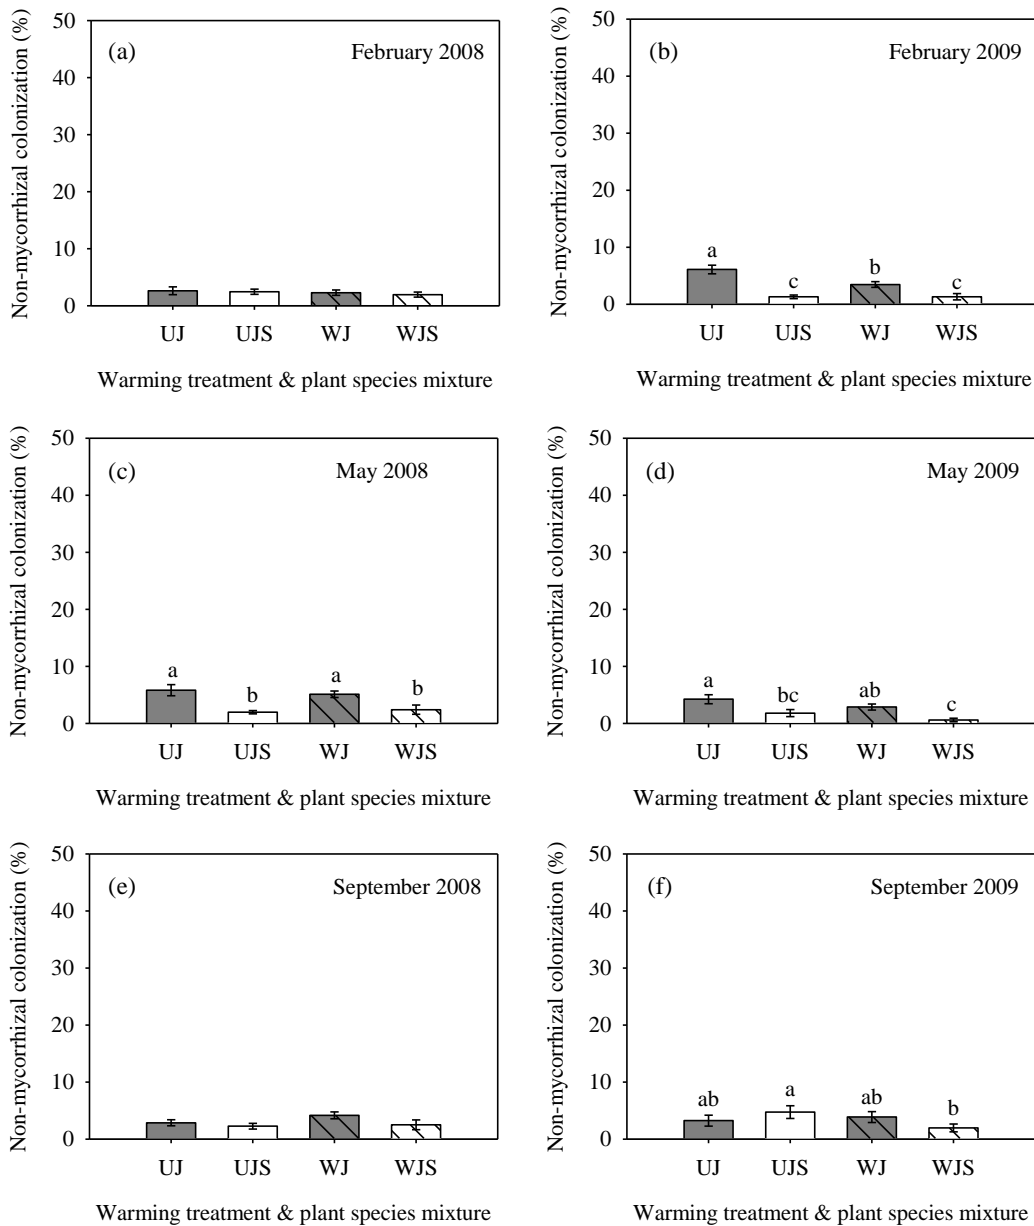 Non-mycorrhizal colonization (%)
50
40
30
20
10
0
(a)
February 2008
UJ UJS WJ WJS
Warming treatment & plant species mixture
Non-mycorrhizal colonization (%)
50
40
30
20
10
0
(b)
February 2009
a c b c
UJ UJS WJ WJS
Warming treatment & plant species mixture
Non-mycorrhizal colonization (%)
50
40
30
20
10
0
(c)
May 2008
a b a b
UJ UJS WJ WJS
Warming treatment & plant species mixture
Non-mycorrhizal colonization (%)
50
40
30
20
10
0
(d)
May 2009
a bc ab c
UJ UJS WJ WJS
Warming treatment & plant species mixture
Non-mycorrhizal colonization (%)
50
40
30
20
10
0
(e)
September 2008
UJ UJS WJ WJS
Warming treatment & plant species mixture
Non-mycorrhizal colonization (%)
50
40
30
20
10
0
(f)
September 2009
ab a ab b
UJ UJS WJ WJS
Warming treatment & plant species mixture